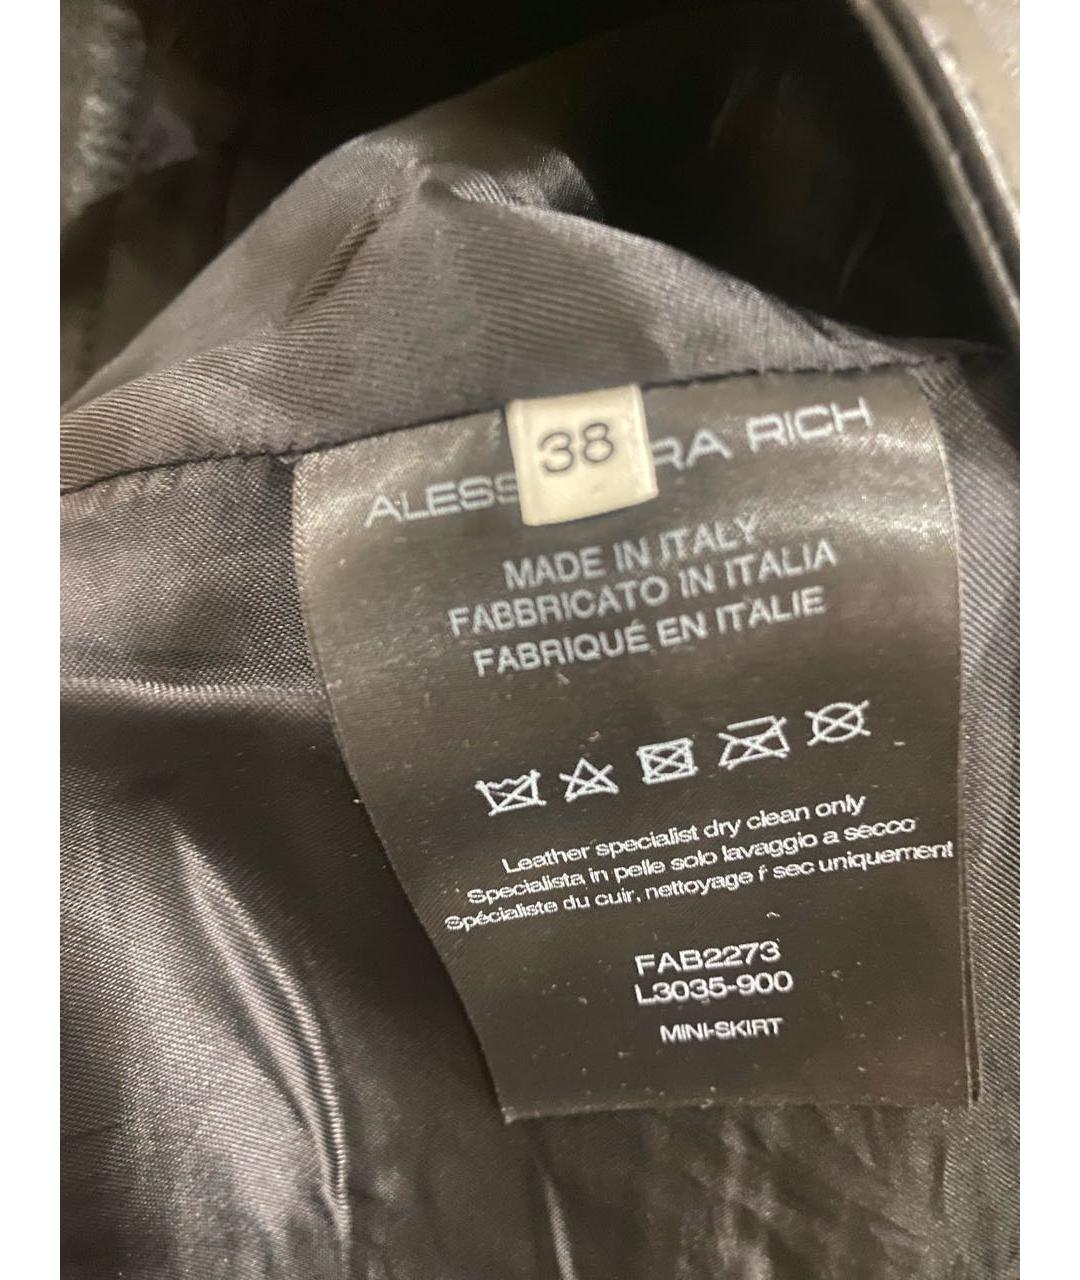 38
ALESS RA RICH
MADE IN ITALY
FABBRICATO IN ITALIA
FABRIQUÉ EN ITALIE
Leather specialist dry clean only
Specialista in pelle solo lavaggio a secco
Spécialiste du cuir, nettoyage ŕ sec uniquement
FAB2273
L3035-900
MINI-SKIRT